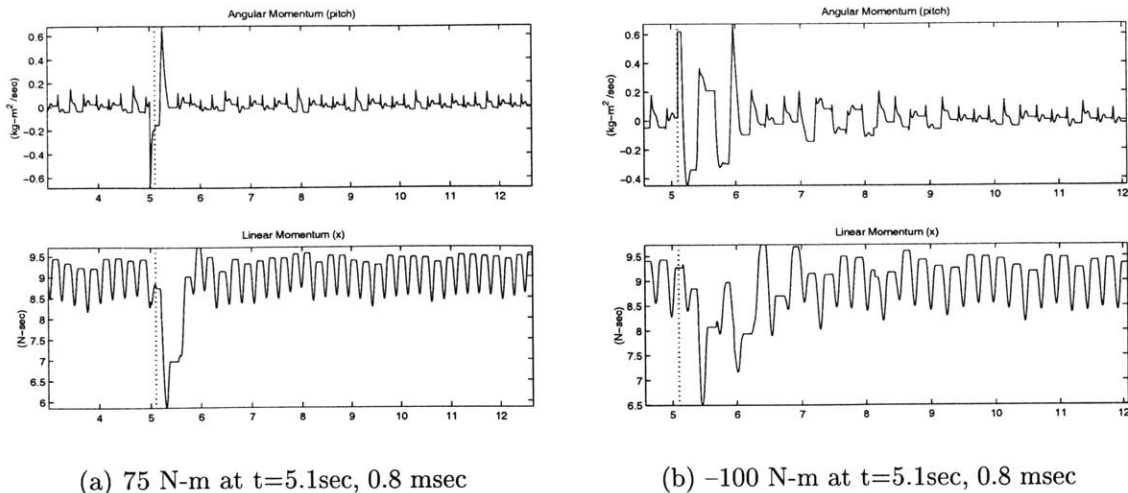 Angular Momentum (pitch)
(kg-m²/sec)
0.6
0.4
0.2
0
-0.2
-0.4
-0.6
4 5 6 7 8 9 10 11 12
Linear Momentum (x)
(N-sec)
9.5
9
8.5
8
7.5
7
6.5
6
4 5 6 7 8 9 10 11 12
(a) 75 N-m at t=5.1sec, 0.8 msec
Angular Momentum (pitch)
(kg-m²/sec)
0.6
0.4
0.2
0
-0.2
-0.4
5 6 7 8 9 10 11 12
Linear Momentum (x)
(N-sec)
9.5
9
8.5
8
7.5
7
6.5
5 6 7 8 9 10 11 12
(b) –100 N-m at t=5.1sec, 0.8 msec